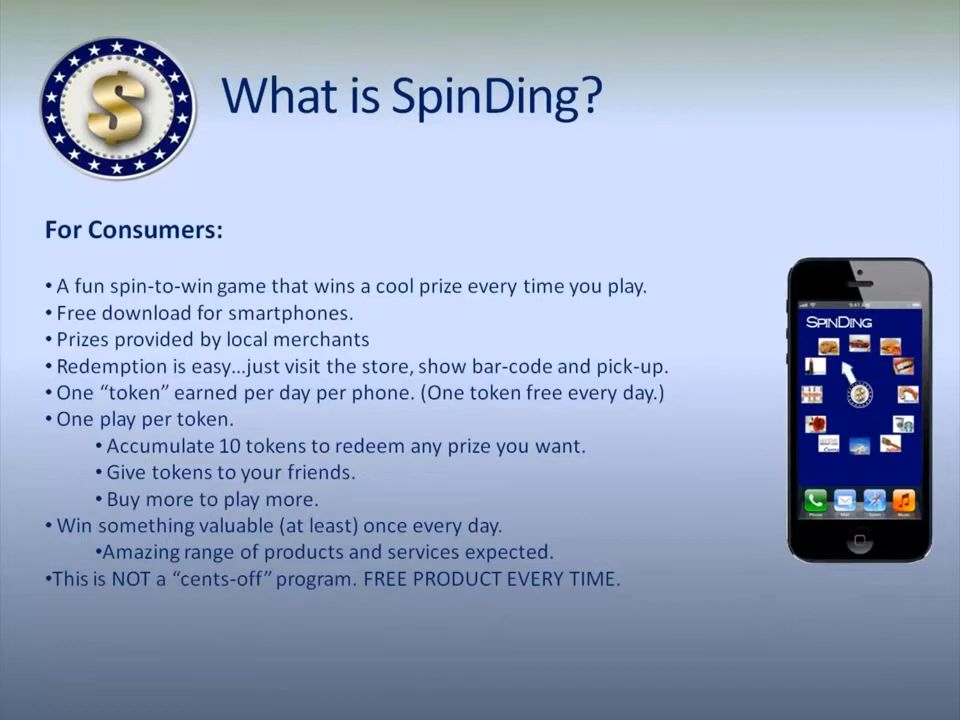 What is SpinDing?
For Consumers:
• A fun spin-to-win game that wins a cool prize every time you play.
• Free download for smartphones.
• Prizes provided by local merchants
• Redemption is easy…just visit the store, show bar-code and pick-up.
• One “token” earned per day per phone. (One token free every day.)
• One play per token.
• Accumulate 10 tokens to redeem any prize you want.
• Give tokens to your friends.
• Buy more to play more.
• Win something valuable (at least) once every day.
•Amazing range of products and services expected.
•This is NOT a “cents-off” program. FREE PRODUCT EVERY TIME.
SPINDING
Phone Mail Safari Music